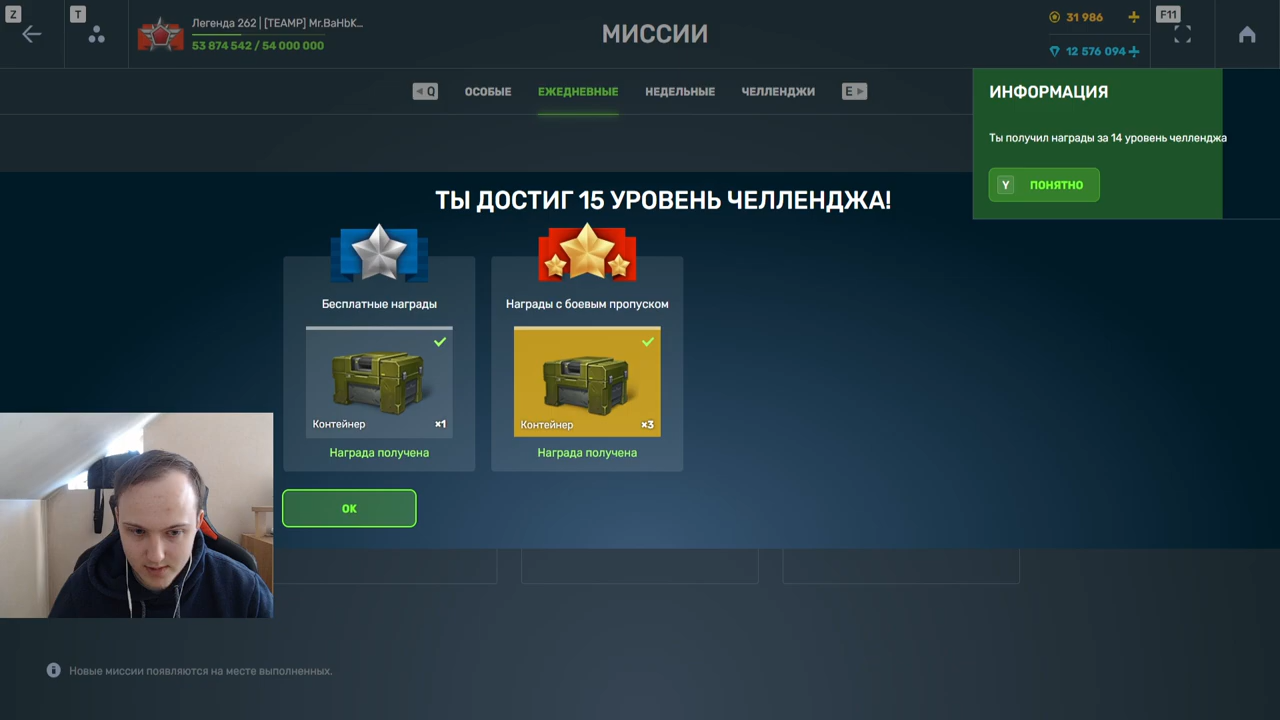 Z
T
Легенда 262 | [TEAMP] Mr.BaHbK...
53 874 542 / 54 000 000
МИССИИ
31 986
12 576 094
F11
Q
ОСОБЫЕ
ЕЖЕДНЕВНЫЕ
НЕДЕЛЬНЫЕ
ЧЕЛЛЕНДЖИ
E
ИНФОРМАЦИЯ
Ты получил награды за 14 уровень челленджа
Y ПОНЯТНО
ТЫ ДОСТИГ 15 УРОВЕНЬ ЧЕЛЛЕНДЖА!
Бесплатные награды
Контейнер ×1
Награда получена
Награды с боевым пропуском
Контейнер ×3
Награда получена
ОК
Новые миссии появляются на месте выполненных.